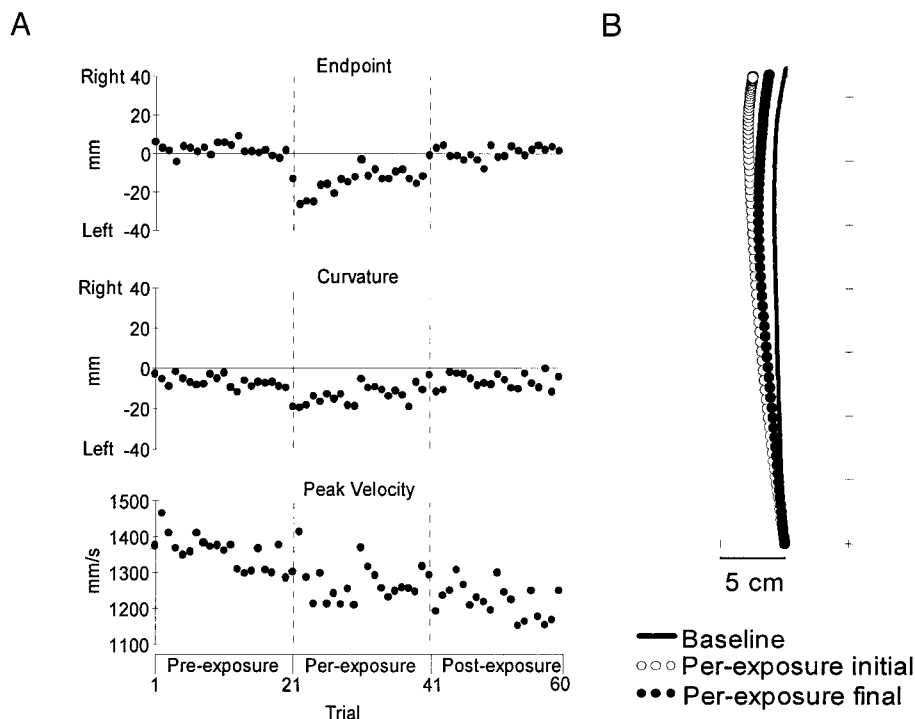 A
B
Endpoint
Right 40
20
mm
0
-20
Left -40
Curvature
Right 40
20
mm
0
-20
Left -40
Peak Velocity
1500
1400
mm/s
1300
1200
1100
Pre-exposure Per-exposure Post-exposure
1 21 41 60
Trial
5 cm
Baseline
Per-exposure initial
Per-exposure final